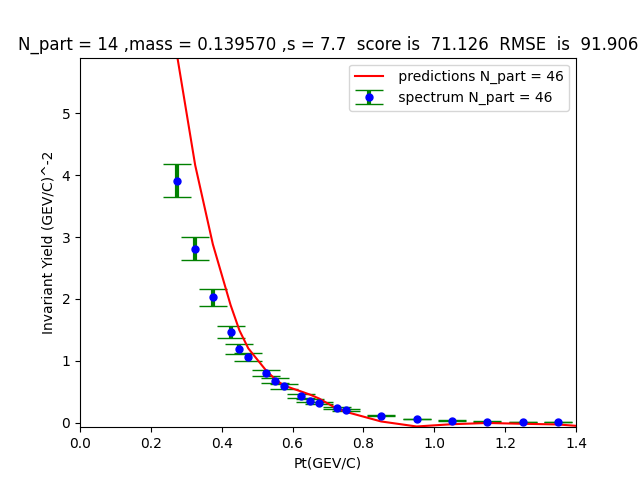 N_part = 14 ,mass = 0.139570 ,s = 7.7  score is  71.126  RMSE  is  91.906
predictions N_part = 46
spectrum N_part = 46
Invariant Yield (GEV/C)^-2
5
4
3
2
1
0
0.0 0.2 0.4 0.6 0.8 1.0 1.2 1.4
Pt(GEV/C)